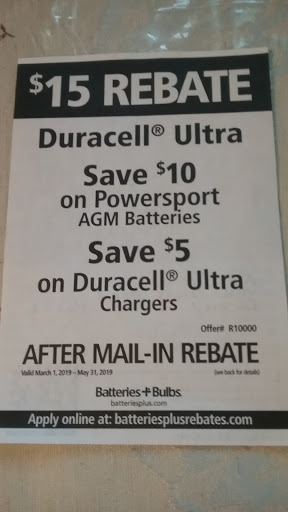 $15 REBATE
Duracell® Ultra
Save $10
on Powersport
AGM Batteries
Save $5
on Duracell® Ultra
Chargers
Offer# R10000
AFTER MAIL-IN REBATE
Valid March 1, 2019 – May 31, 2019 (see back for details)
Batteries+Bulbs.
batteriesplus.com
Apply online at: batteriesplusrebates.com